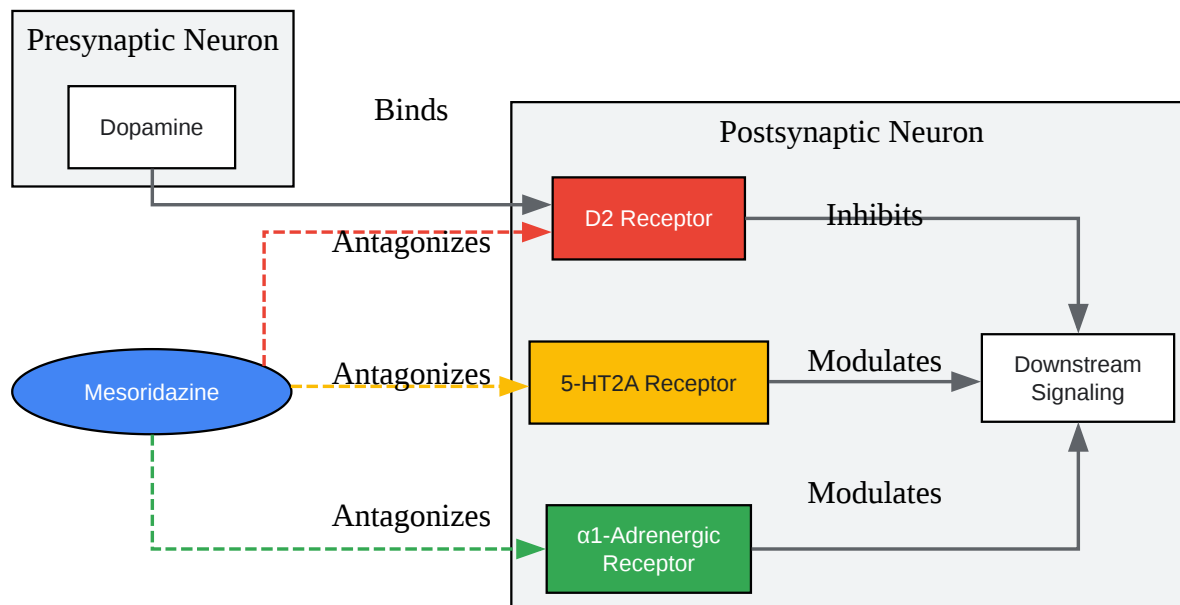 Presynaptic Neuron
Dopamine
Binds
Postsynaptic Neuron
D2 Receptor
Inhibits
Antagonizes
Mesoridazine
Antagonizes
5-HT2A Receptor
Modulates
Downstream
Signaling
Antagonizes
α1-Adrenergic
Receptor
Modulates